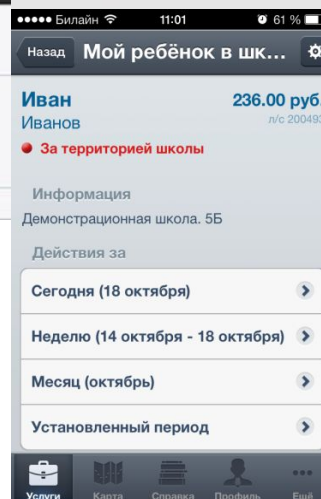 Билайн 11:01 61 %
Назад Мой ребёнок в шк...
Иван 236.00 руб.
Иванов л/с 200493
За территорией школы
Информация
Демонстрационная школа. 5Б
Действия за
Сегодня (18 октября)
Неделю (14 октября - 18 октября)
Месяц (октябрь)
Установленный период
Услуги Карта Справка Профиль Ещё